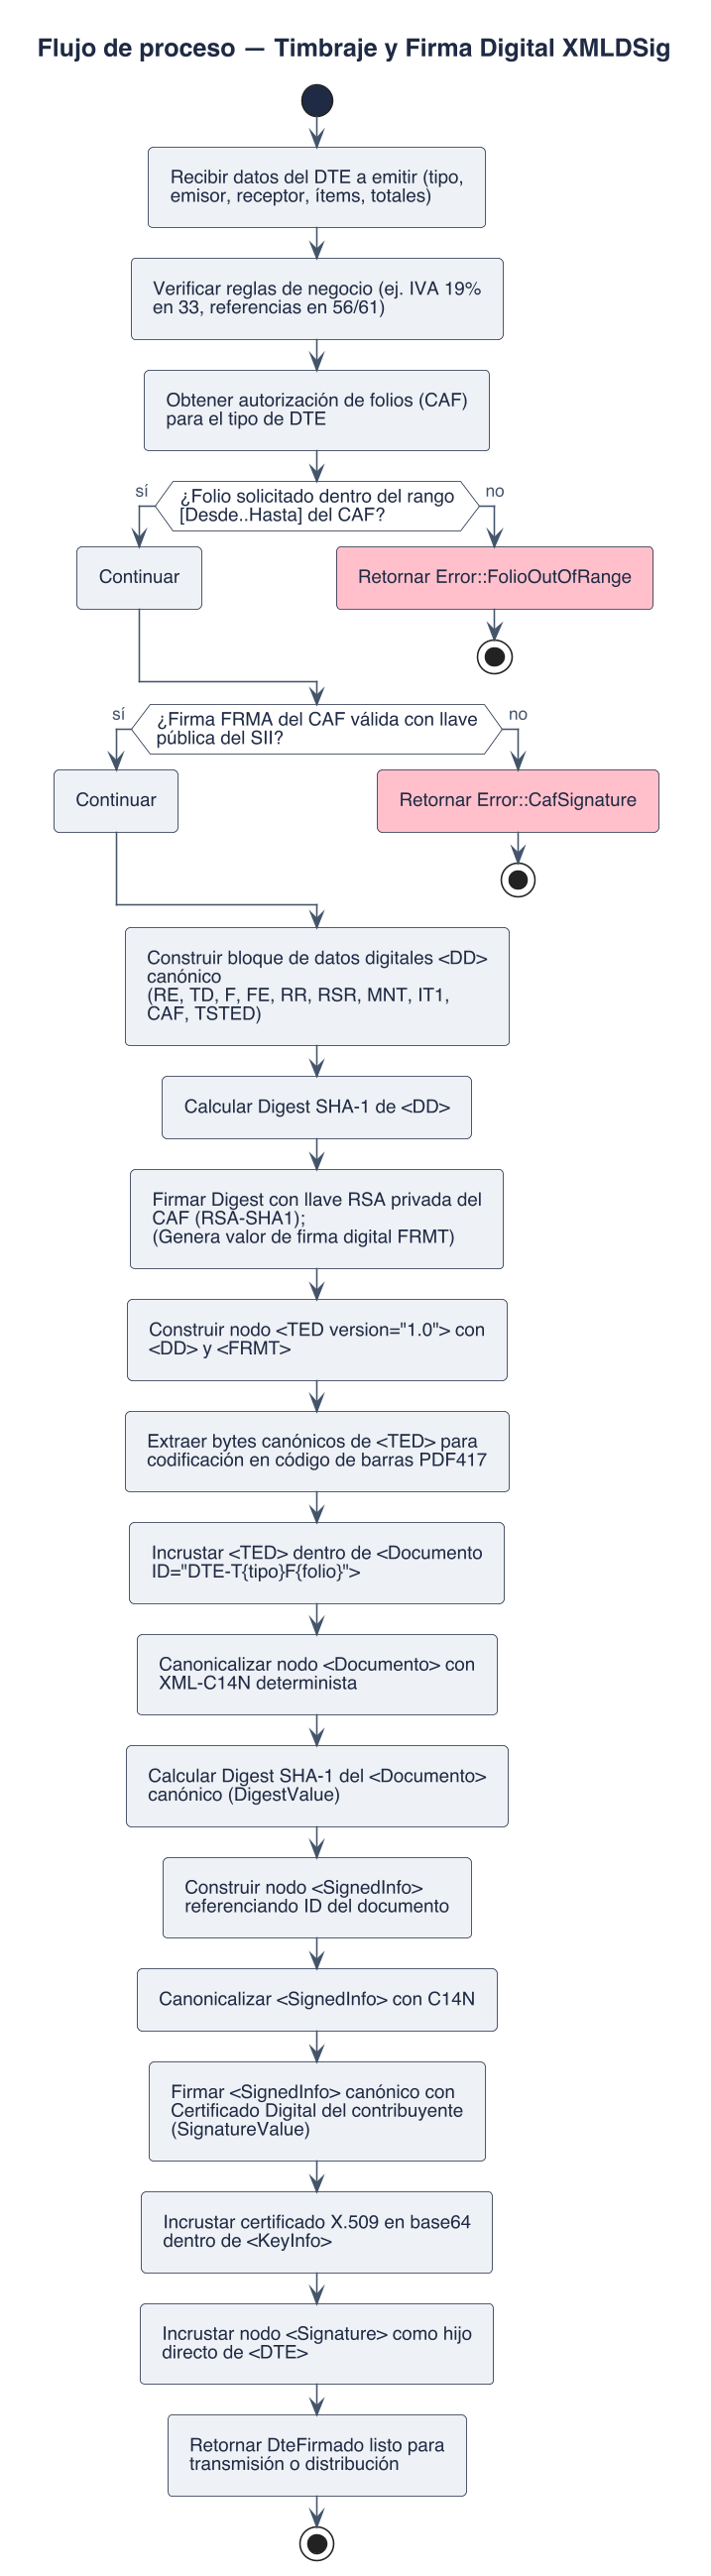 Flujo de proceso — Timbraje y Firma Digital XMLDSig
Recibir datos del DTE a emitir (tipo,
emisor, receptor, ítems, totales)
Verificar reglas de negocio (ej. IVA 19%
en 33, referencias en 56/61)
Obtener autorización de folios (CAF)
para el tipo de DTE
sí
¿Folio solicitado dentro del rango
[Desde..Hasta] del CAF?
no
Continuar
Retornar Error::FolioOutOfRange
sí
¿Firma FRMA del CAF válida con llave
pública del SII?
no
Continuar
Retornar Error::CafSignature
Construir bloque de datos digitales <DD>
canónico
(RE, TD, F, FE, RR, RSR, MNT, IT1,
CAF, TSTED)
Calcular Digest SHA-1 de <DD>
Firmar Digest con llave RSA privada del
CAF (RSA-SHA1);
(Genera valor de firma digital FRMT)
Construir nodo <TED version="1.0"> con
<DD> y <FRMT>
Extraer bytes canónicos de <TED> para
codificación en código de barras PDF417
Incrustar <TED> dentro de <Documento
ID="DTE-T{tipo}F{folio}">
Canonicalizar nodo <Documento> con
XML-C14N determinista
Calcular Digest SHA-1 del <Documento>
canónico (DigestValue)
Construir nodo <SignedInfo>
referenciando ID del documento
Canonicalizar <SignedInfo> con C14N
Firmar <SignedInfo> canónico con
Certificado Digital del contribuyente
(SignatureValue)
Incrustar certificado X.509 en base64
dentro de <KeyInfo>
Incrustar nodo <Signature> como hijo
directo de <DTE>
Retornar DteFirmado listo para
transmisión o distribución